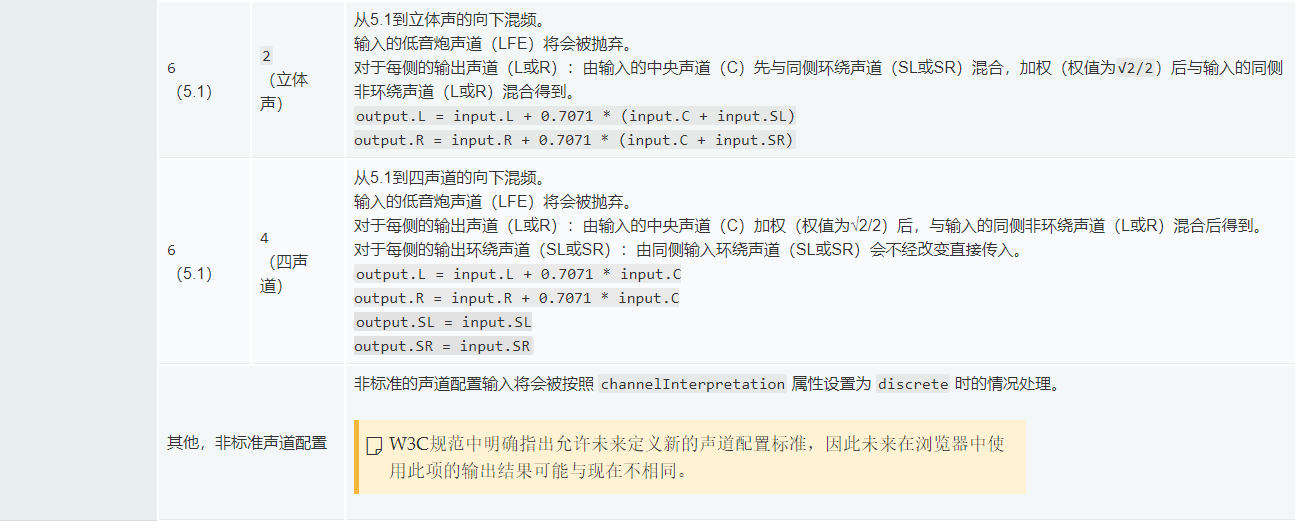 6
（5.1）
2
（立体
声）
从5.1到立体声的向下混频。
输入的低音炮声道（LFE）将会被抛弃。
对于每侧的输出声道（L或R）：由输入的中央声道（C）先与同侧环绕声道（SL或SR）混合，加权（权值为√2/2）后与输入的同侧
非环绕声道（L或R）混合得到。
output.L = input.L + 0.7071 * (input.C + input.SL)
output.R = input.R + 0.7071 * (input.C + input.SR)
6
（5.1）
4
（四声
道）
从5.1到四声道的向下混频。
输入的低音炮声道（LFE）将会被抛弃。
对于每侧的输出声道（L或R）：由输入的中央声道（C）加权（权值为√2/2）后，与输入的同侧非环绕声道（L或R）混合后得到。
对于每侧的输出环绕声道（SL或SR）：由同侧输入环绕声道（SL或SR）会不经改变直接传入。
output.L = input.L + 0.7071 * input.C
output.R = input.R + 0.7071 * input.C
output.SL = input.SL
output.SR = input.SR
其他，非标准声道配置
非标准的声道配置输入将会被按照 channelInterpretation 属性设置为 discrete 时的情况处理。
W3C规范中明确指出允许未来定义新的声道配置标准，因此未来在浏览器中使
用此项的输出结果可能与现在不相同。